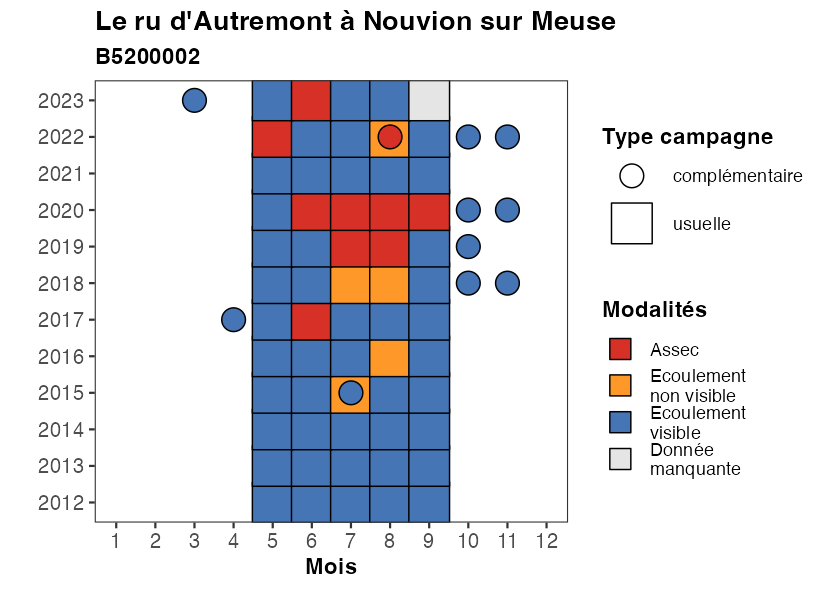 Le ru d'Autremont à Nouvion sur Meuse
B5200002
2023
2022
2021
2020
2019
2018
2017
2016
2015
2014
2013
2012
1 2 3 4 5 6 7 8 9 10 11 12
Mois
Type campagne
complémentaire
usuelle
Modalités
Assec
Ecoulement
non visible
Ecoulement
visible
Donnée
manquante